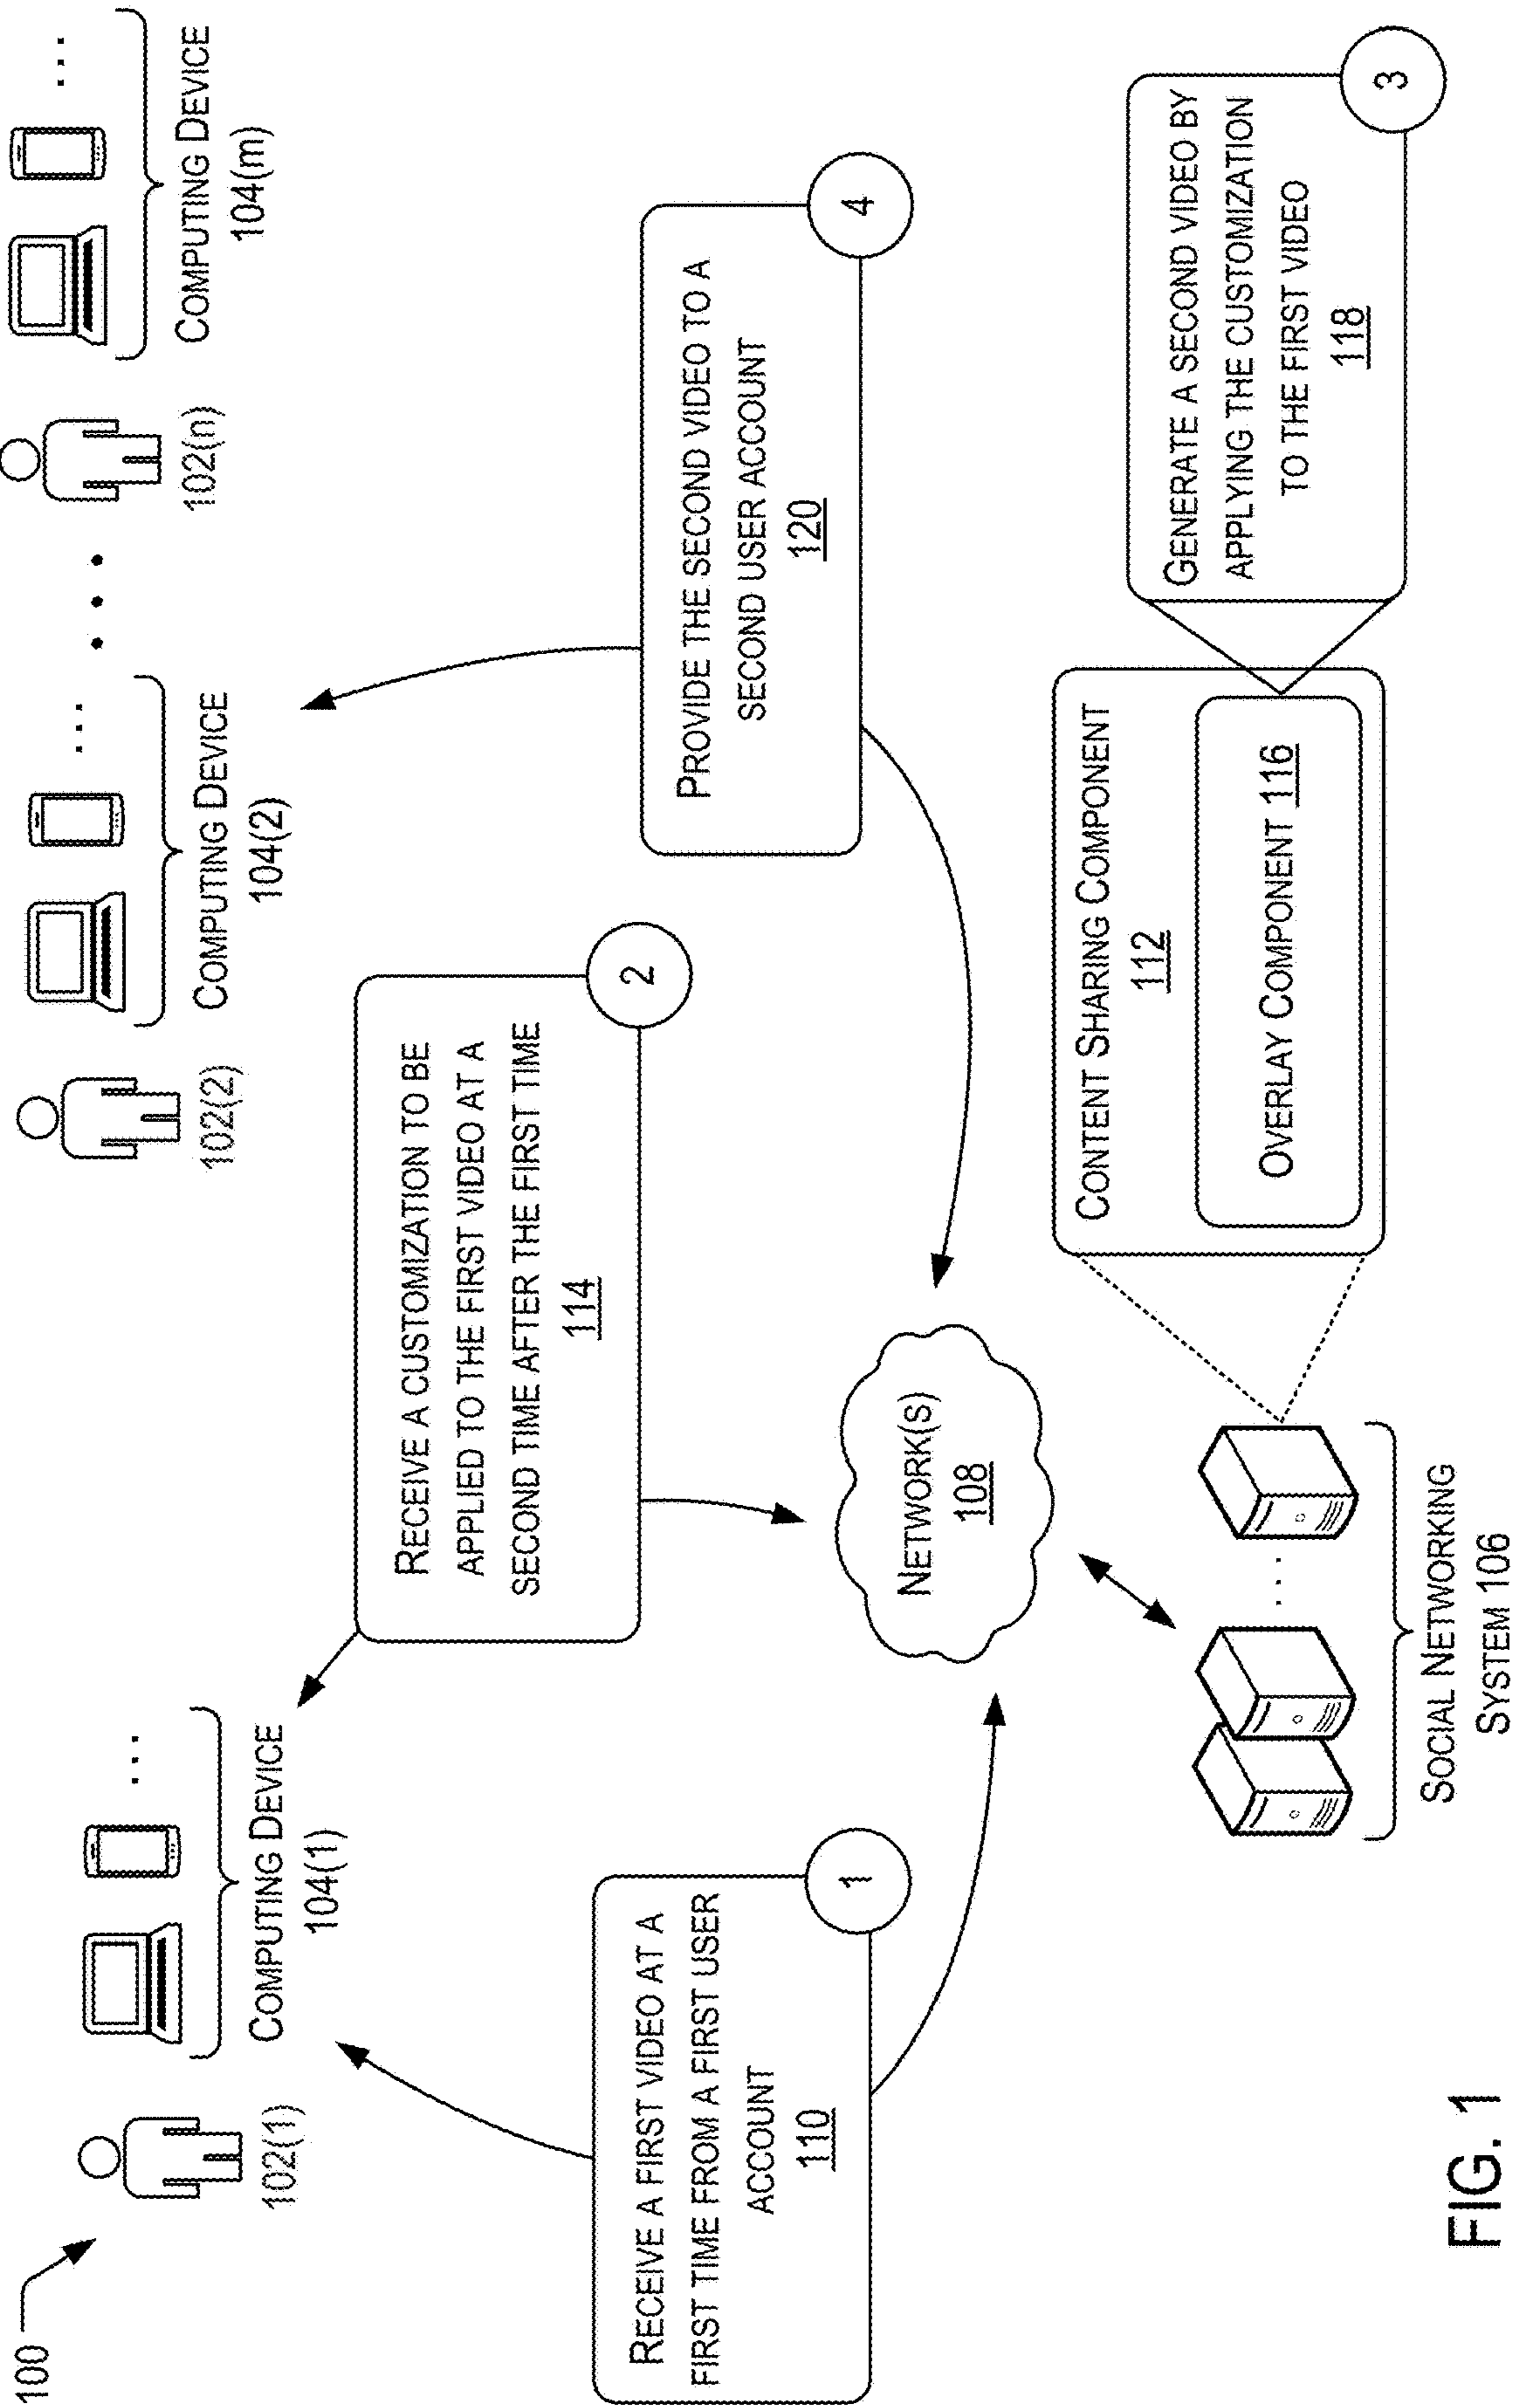 100
102(1)
COMPUTING DEVICE
104(1)
102(2)
COMPUTING DEVICE
104(2)
102(n)
COMPUTING DEVICE
104(m)
RECEIVE A FIRST VIDEO AT A
FIRST TIME FROM A FIRST USER
ACCOUNT
110
1
RECEIVE A CUSTOMIZATION TO BE
APPLIED TO THE FIRST VIDEO AT A
SECOND TIME AFTER THE FIRST TIME
114
2
PROVIDE THE SECOND VIDEO TO A
SECOND USER ACCOUNT
120
4
NETWORK(S)
108
SOCIAL NETWORKING
SYSTEM 106
CONTENT SHARING COMPONENT
112
OVERLAY COMPONENT 116
GENERATE A SECOND VIDEO BY
APPLYING THE CUSTOMIZATION
TO THE FIRST VIDEO
118
3
FIG. 1